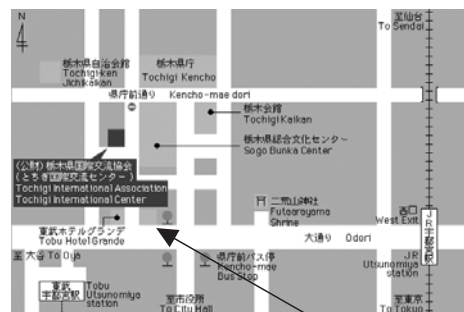 N
至仙台
To Sendai
栃木県自治会館
Tochigi-ken
Jichikaikan
栃木県庁
Tochigi Kencho
県庁前通り Kencho-mae dori
栃木会館
Tochigi Kaikan
栃木県総合文化センター
Sogo Bunka Center
(公財)栃木県国際交流協会
(とちぎ国際交流センター)
Tochigi International Association
Tochigi International Center
二荒山神社
Futaarayama
Shrine
西口
West Exit
JR宇都宮駅
東武ホテルグランデ
Tobu Hotel Grande
大通り Odori
至 大谷 To Oya
県庁前バス停
Kencho-mae
Bus Stop
JR
Utsunomiya
station
東武
宇都宮駅
Tobu
Utsunomiya
station
至市役所
To City Hall
至東京
To Tokyo